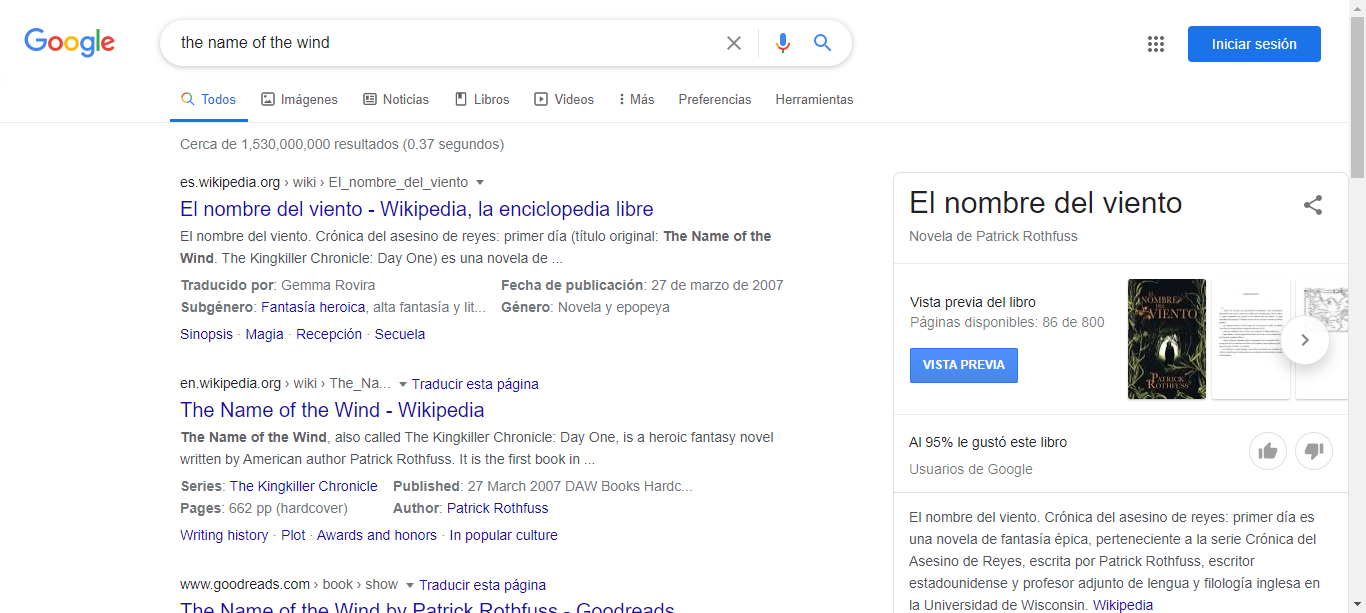 Google
the name of the wind
Iniciar sesión
Todos Imágenes Noticias Libros Videos Más Preferencias Herramientas
Cerca de 1,530,000,000 resultados (0.37 segundos)
es.wikipedia.org › wiki › El_nombre_del_viento
El nombre del viento - Wikipedia, la enciclopedia libre
El nombre del viento. Crónica del asesino de reyes: primer día (título original: The Name of the
Wind. The Kingkiller Chronicle: Day One) es una novela de ...
Traducido por: Gemma Rovira Fecha de publicación: 27 de marzo de 2007
Subgénero: Fantasía heroica, alta fantasía y lit... Género: Novela y epopeya
Sinopsis · Magia · Recepción · Secuela
en.wikipedia.org › wiki › The_Na... Traducir esta página
The Name of the Wind - Wikipedia
The Name of the Wind, also called The Kingkiller Chronicle: Day One, is a heroic fantasy novel
written by American author Patrick Rothfuss. It is the first book in ...
Series: The Kingkiller Chronicle Published: 27 March 2007 DAW Books Hardc...
Pages: 662 pp (hardcover) Author: Patrick Rothfuss
Writing history · Plot · Awards and honors · In popular culture
www.goodreads.com › book › show Traducir esta página
The Name of the Wind by Patrick Rothfuss - Goodreads
El nombre del viento
Novela de Patrick Rothfuss
Vista previa del libro
Páginas disponibles: 86 de 800
VISTA PREVIA
EL
NOMBRE
DEL
VIENTO
PATRICK
ROTHFUSS
Al 95% le gustó este libro
Usuarios de Google
El nombre del viento. Crónica del asesino de reyes: primer día es
una novela de fantasía épica, perteneciente a la serie Crónica del
Asesino de Reyes, escrita por Patrick Rothfuss, escritor
estadounidense y profesor adjunto de lengua y filología inglesa en
la Universidad de Wisconsin. Wikipedia